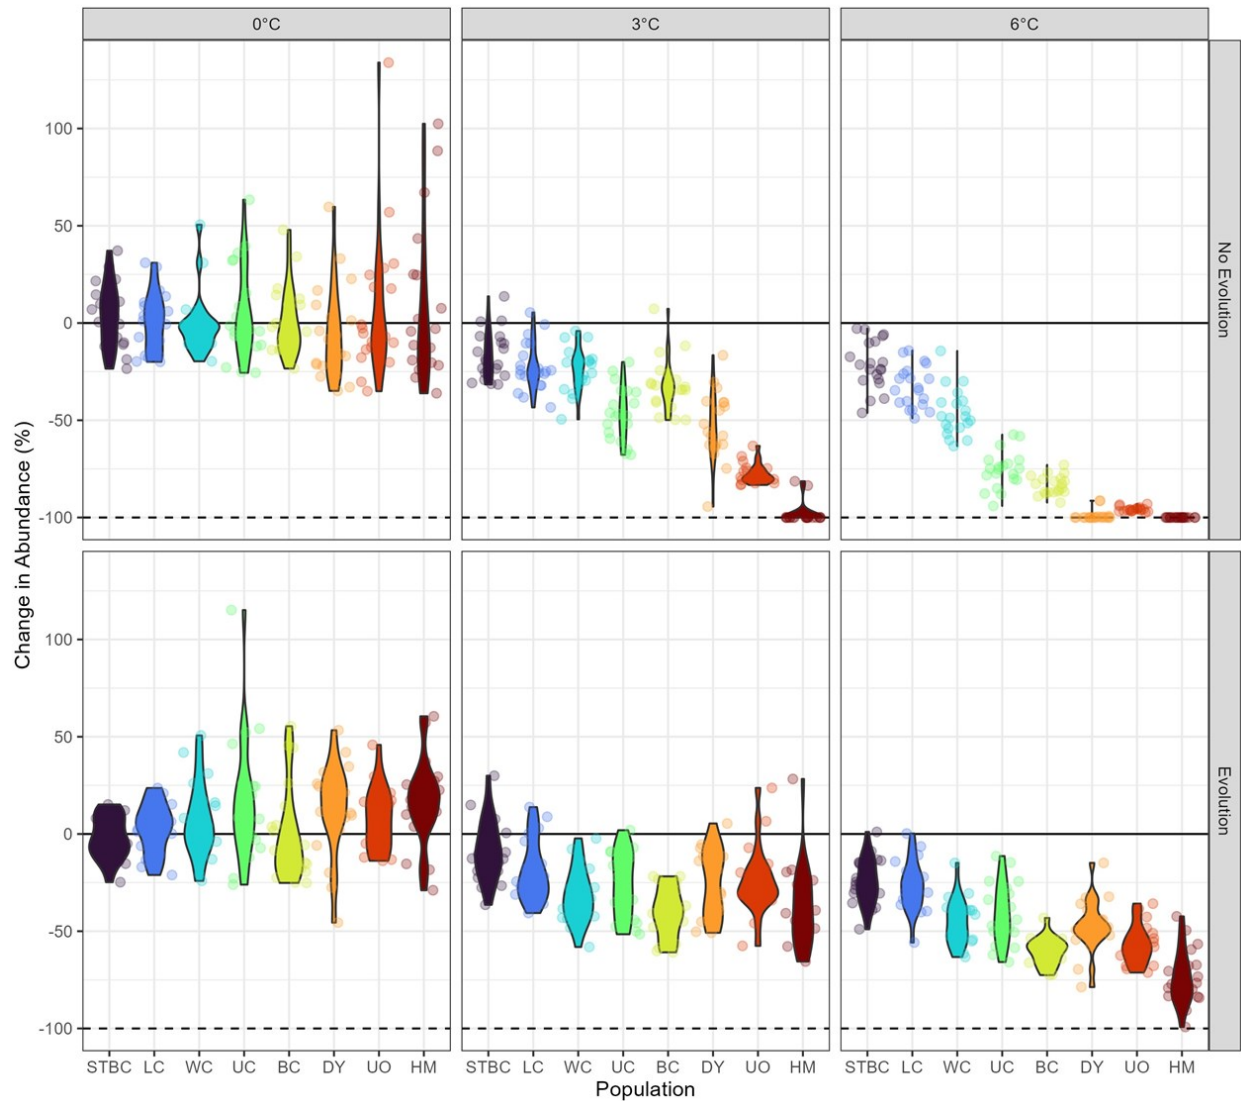 0°C 3°C 6°C
100
50
0
-50
-100
No Evolution
100
50
0
-50
-100
Evolution
Change in Abundance (%)
STBC LC WC UC BC DY UO HM STBC LC WC UC BC DY UO HM STBC LC WC UC BC DY UO HM
Population